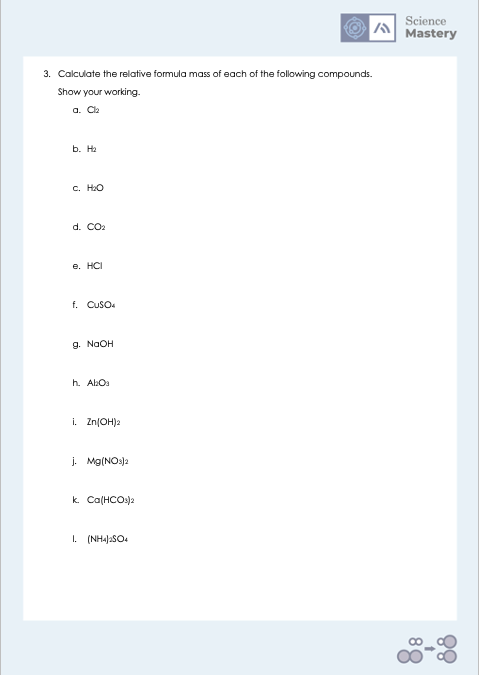 Science
Mastery
3. Calculate the relative formula mass of each of the following compounds.
Show your working.
a. Cl₂
b. H₂
c. H₂O
d. CO₂
e. HCl
f. CuSO₄
g. NaOH
h. Al₂O₃
i. Zn(OH)₂
j. Mg(NO₃)₂
k. Ca(HCO₃)₂
l. (NH₄)₂SO₄